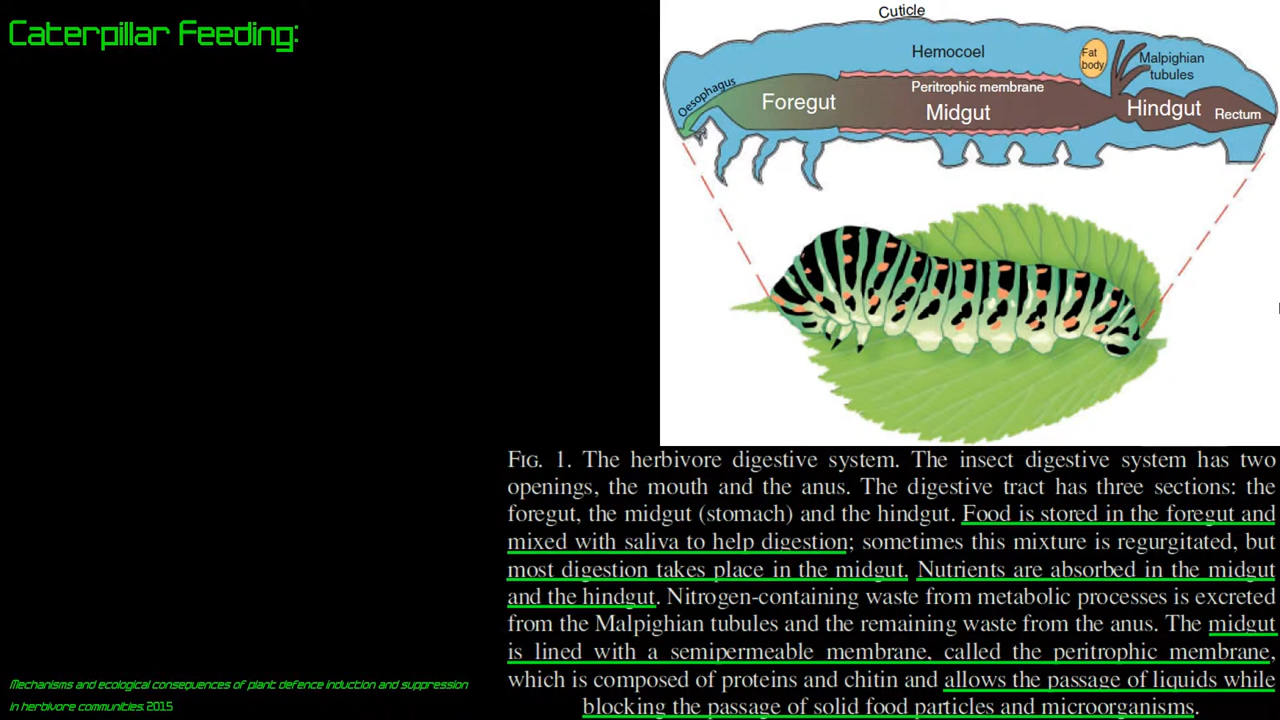 Caterpillar Feeding:
Cuticle
Hemocoel
Fat
body
Malpighian
tubules
Oesophagus
Foregut
Peritrophic membrane
Midgut
Hindgut
Rectum
FIG. 1. The herbivore digestive system. The insect digestive system has two
openings, the mouth and the anus. The digestive tract has three sections: the
foregut, the midgut (stomach) and the hindgut. Food is stored in the foregut and
mixed with saliva to help digestion; sometimes this mixture is regurgitated, but
most digestion takes place in the midgut. Nutrients are absorbed in the midgut
and the hindgut. Nitrogen-containing waste from metabolic processes is excreted
from the Malpighian tubules and the remaining waste from the anus. The midgut
is lined with a semipermeable membrane, called the peritrophic membrane,
which is composed of proteins and chitin and allows the passage of liquids while
blocking the passage of solid food particles and microorganisms.
Mechanisms and ecological consequences of plant defence induction and suppression
in herbivore communities. 2015